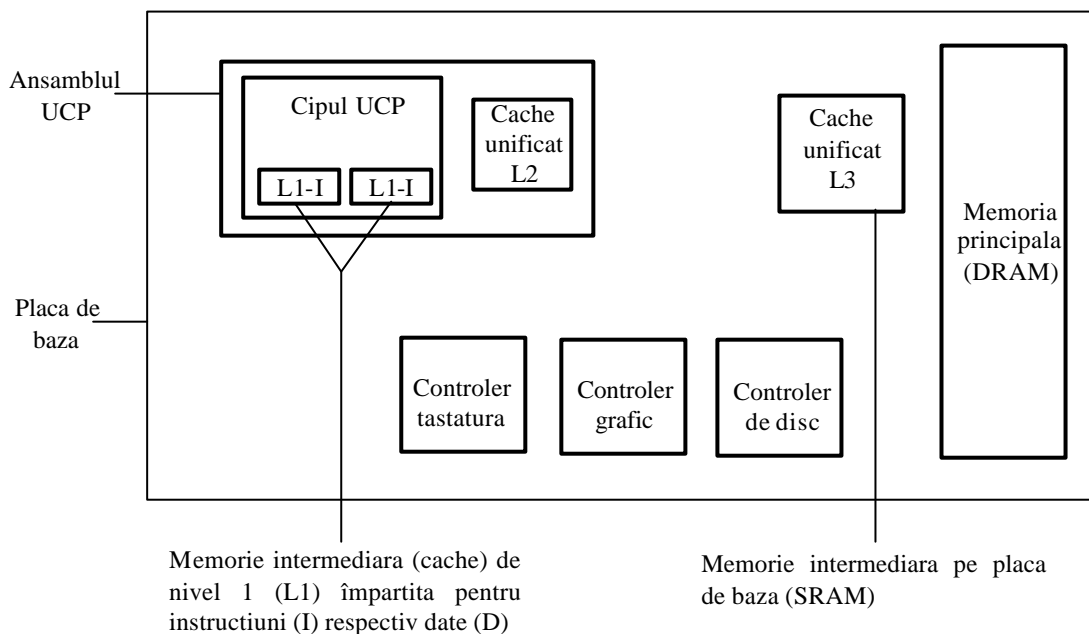 Ansamblul
UCP
Cipul UCP
L1-I
L1-I
Cache
unificat
L2
Cache
unificat
L3
Memoria
principala
(DRAM)
Placa de
baza
Controler
tastatura
Controler
grafic
Controler
de disc
Memorie intermediara (cache) de
nivel 1 (L1) împartita pentru
instructiuni (I) respectiv date (D)
Memorie intermediara pe placa
de baza (SRAM)